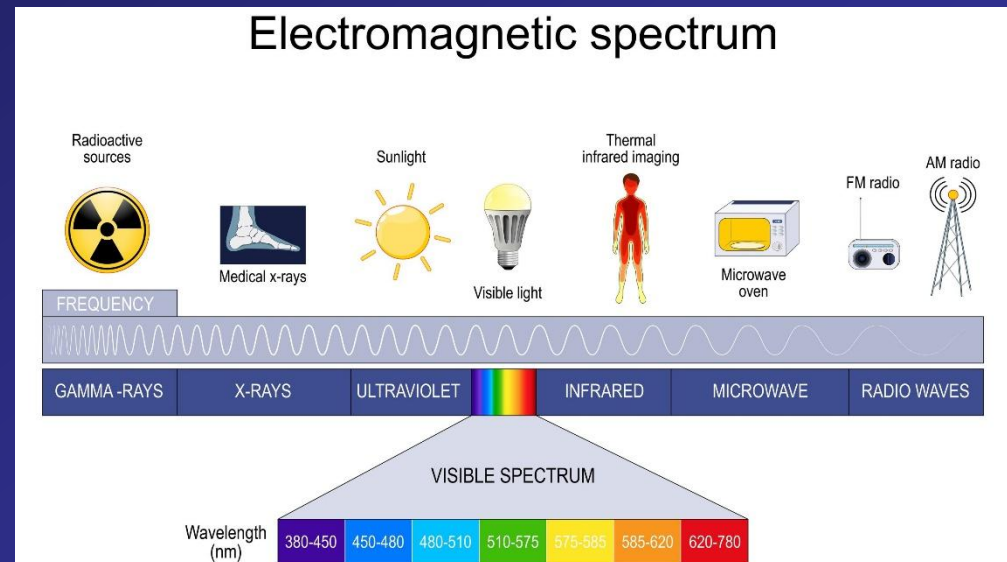 Electromagnetic spectrum
Radioactive
sources
Medical x-rays
Sunlight
Visible light
Thermal
infrared imaging
Microwave
oven
FM radio
AM radio
FREQUENCY
GAMMA -RAYS X-RAYS ULTRAVIOLET INFRARED MICROWAVE RADIO WAVES
VISIBLE SPECTRUM
Wavelength
(nm)
380-450 450-480 480-510 510-575 575-585 585-620 620-780